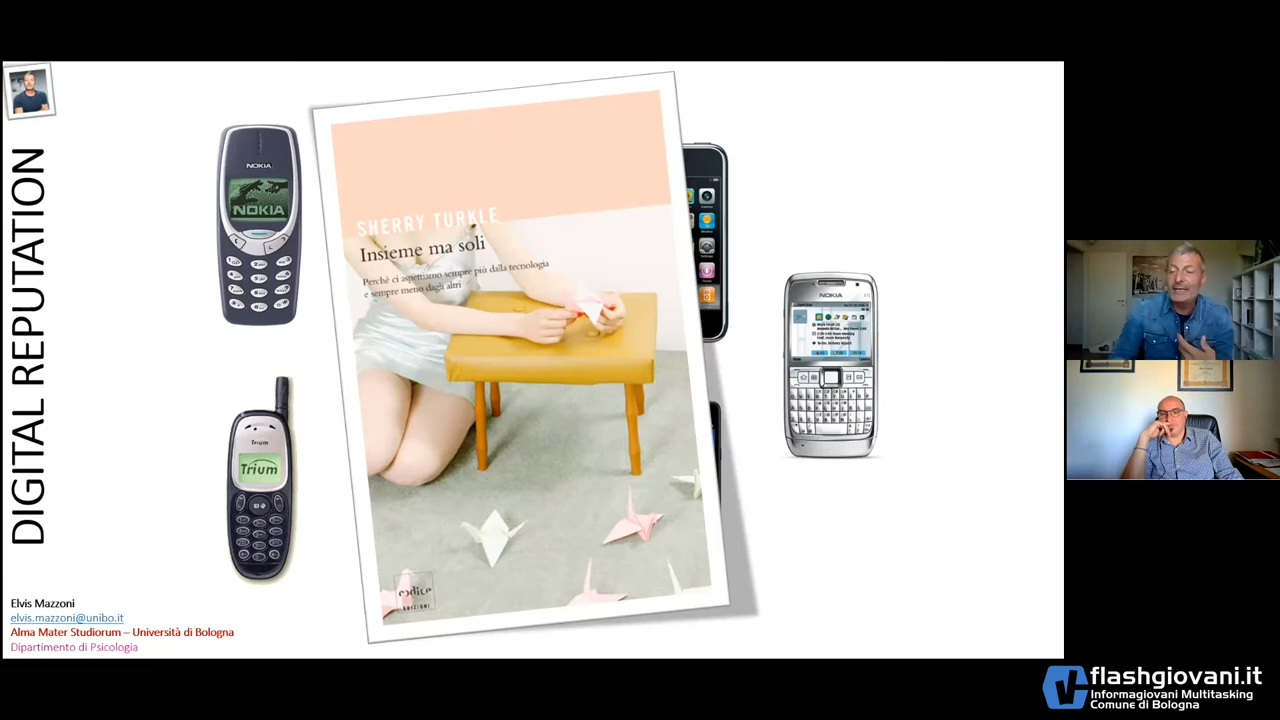 DIGITAL REPUTATION
NOKIA
NOKIA
Trium
Trium
SHERRY TURKLE
Insieme ma soli
Perché ci aspettiamo sempre più dalla tecnologia
e sempre meno dagli altri
codice
EDIZIONI
NOKIA
Elvis Mazzoni
elvis.mazzoni@unibo.it
Alma Mater Studiorum – Università di Bologna
Dipartimento di Psicologia
flashgiovani.it
Informagiovani Multitasking
Comune di Bologna